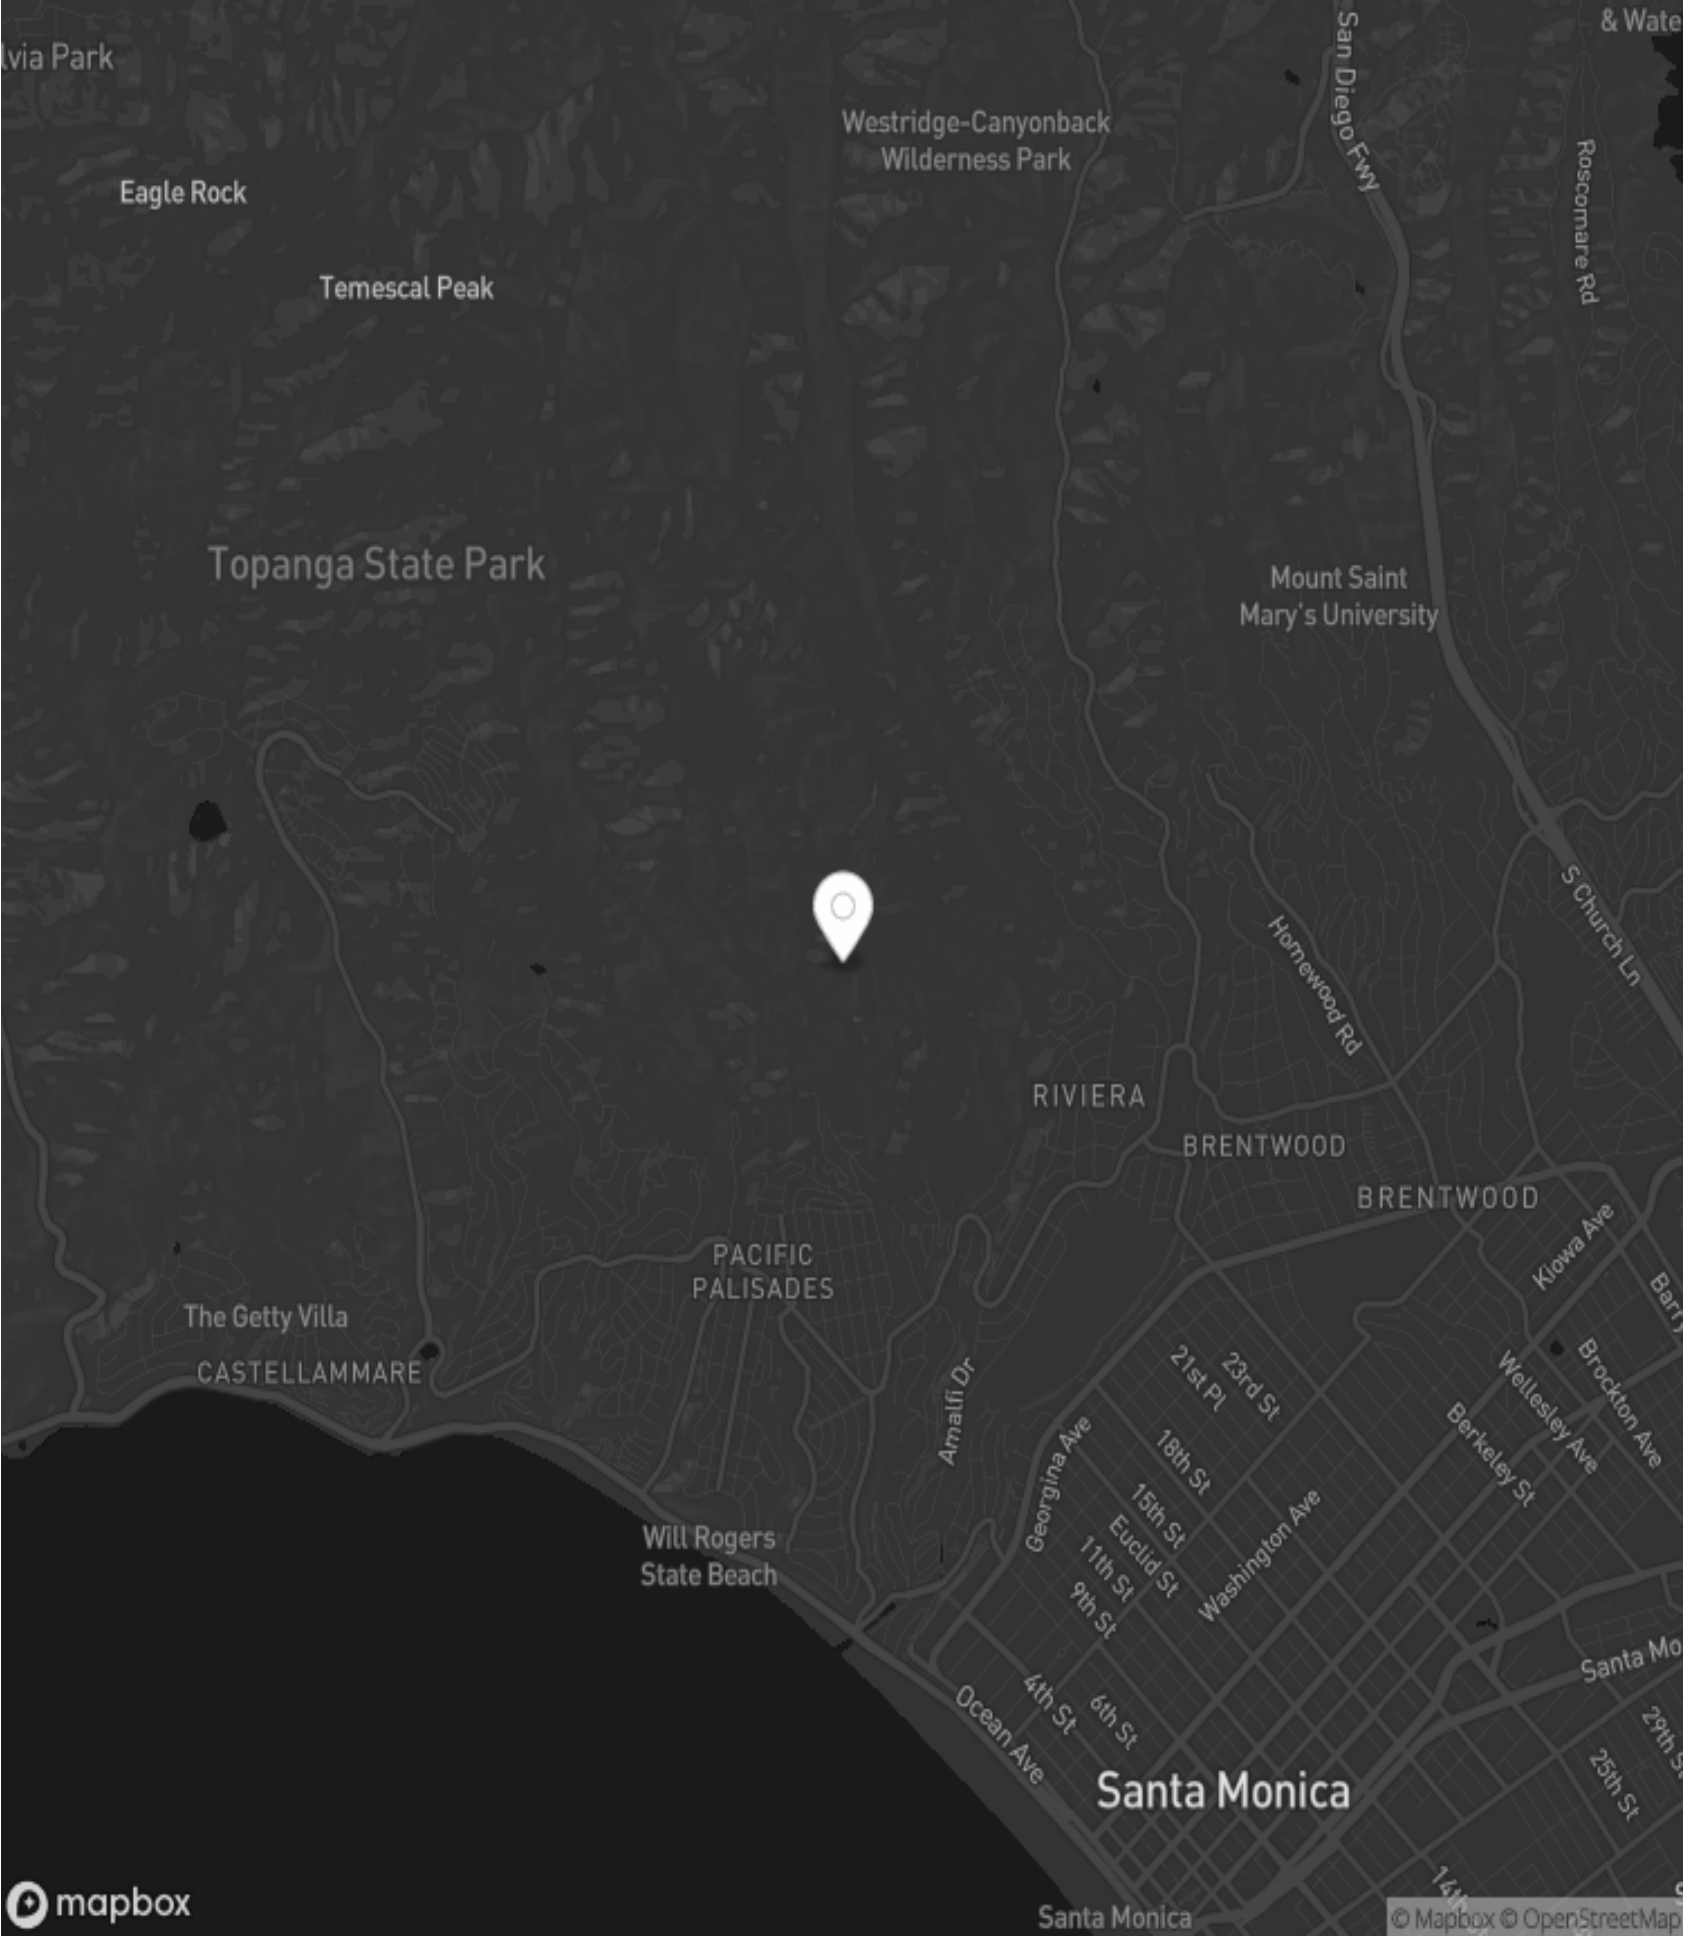 & Wate
lvia Park
San Diego Fwy
Westridge-Canyonback
Wilderness Park
Roscomare Rd
Eagle Rock
Temescal Peak
Topanga State Park
Mount Saint
Mary's University
S Church Ln
Homewood Rd
RIVIERA
BRENTWOOD
BRENTWOOD
Kiowa Ave
PACIFIC
PALISADES
Barry
The Getty Villa
CASTELLAMMARE
21st Pl
23rd St
Wellesley Ave
Brockton Ave
Amalfi Dr
Georgina Ave
18th St
Berkeley St
15th St
Euclid St
11th St
9th St
Washington Ave
Will Rogers
State Beach
Santa Mo
4th St
6th St
Ocean Ave
29th S
25th St
Santa Monica
14th
mapbox
Santa Monica
© Mapbox © OpenStreetMap